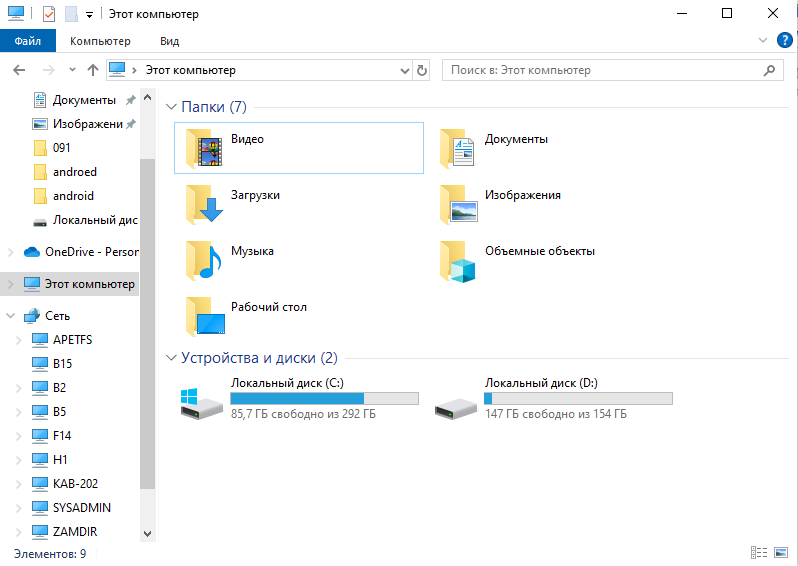 Этот компьютер
Файл
Компьютер
Вид
Этот компьютер
Поиск в: Этот компьютер
Документы
Изображени
091
androed
android
Локальный дис
OneDrive - Person
Этот компьютер
Сеть
APETFS
B15
B2
B5
F14
H1
KAB-202
SYSADMIN
ZAMDIR
Папки (7)
Видео
Документы
Загрузки
Изображения
Музыка
Объемные объекты
Рабочий стол
Устройства и диски (2)
Локальный диск (C:)
85,7 ГБ свободно из 292 ГБ
Локальный диск (D:)
147 ГБ свободно из 154 ГБ
Элементов: 9